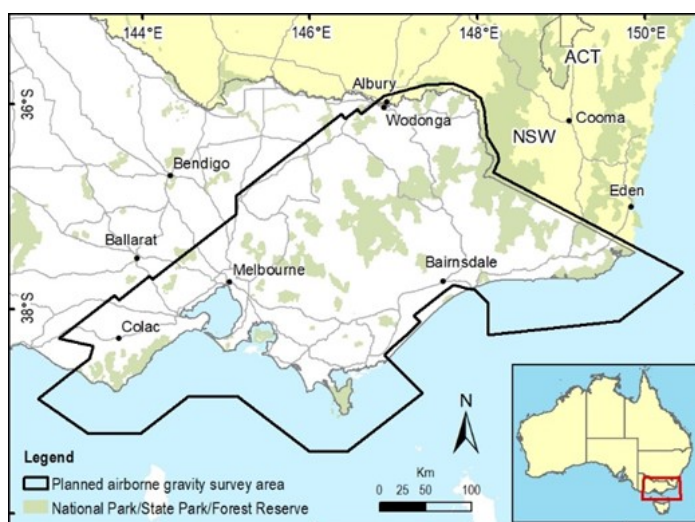 144°E
146°E
148°E
150°E
36°S
38°S
ACT
Albury
Wodonga
NSW
Cooma
Bendigo
Eden
Ballarat
Melbourne
Bairnsdale
Colac
N
Legend
Planned airborne gravity survey area
National Park/State Park/Forest Reserve
Km
0 25 50 100